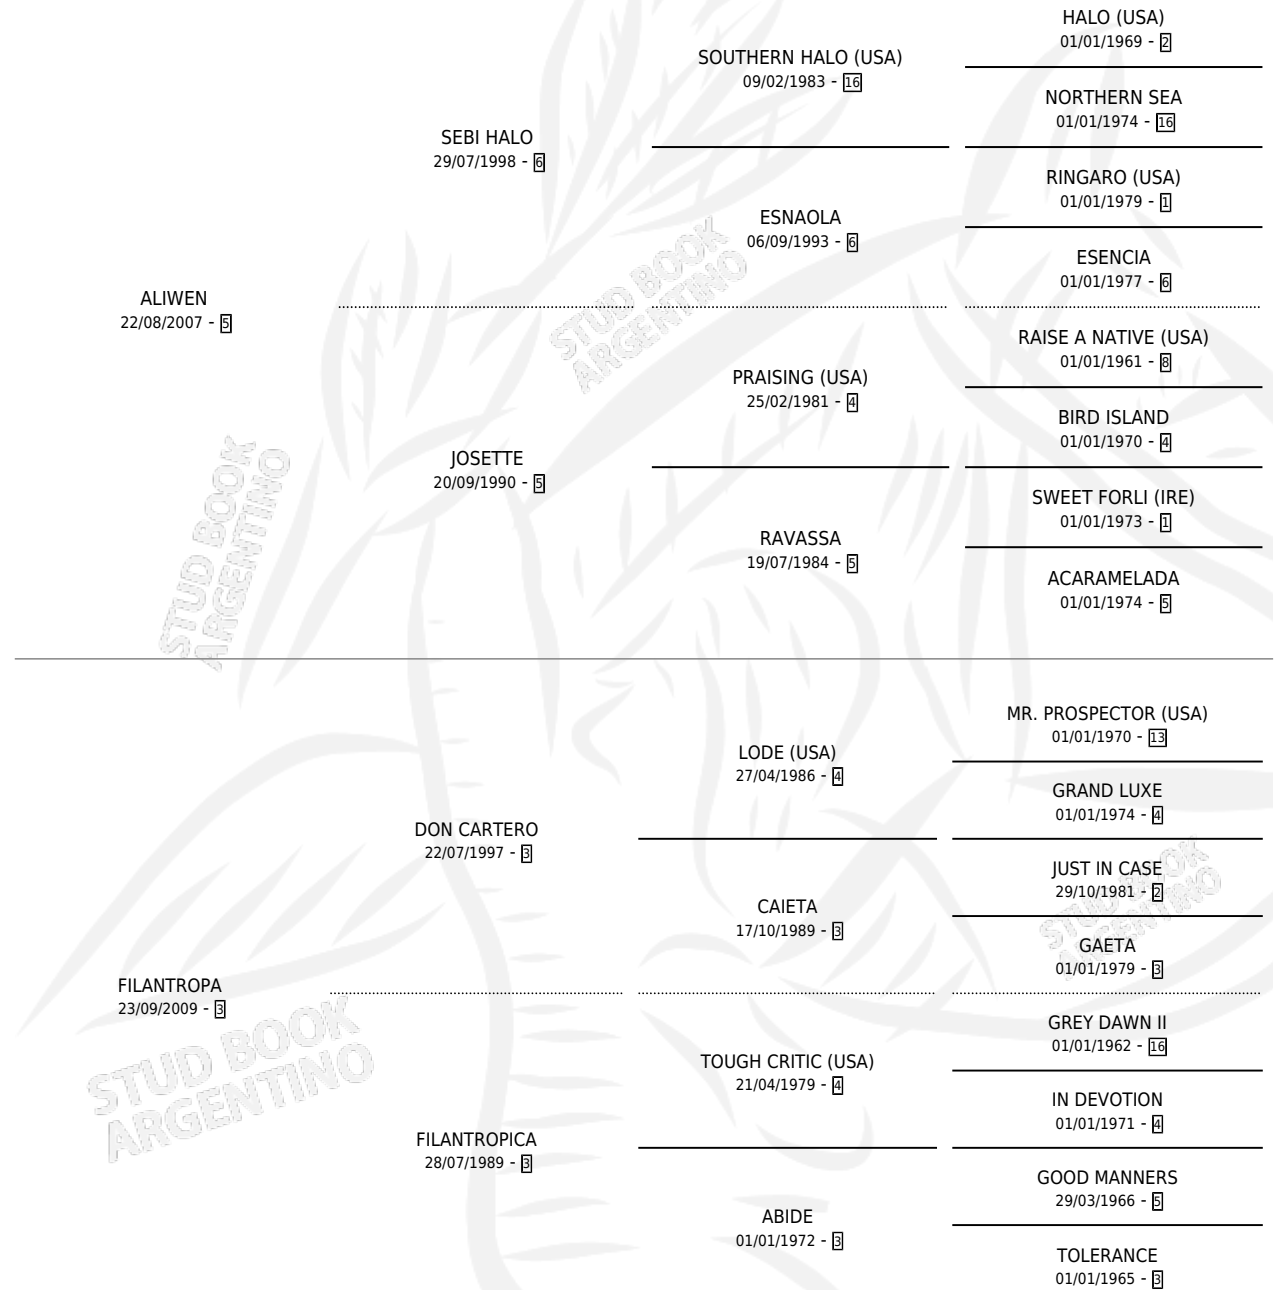 HALO (USA)
01/01/1969 - 2
SOUTHERN HALO (USA)
09/02/1983 - 16
NORTHERN SEA
01/01/1974 - 16
SEBI HALO
29/07/1998 - 6
RINGARO (USA)
01/01/1979 - 1
ESNAOLA
06/09/1993 - 6
ESENCIA
01/01/1977 - 6
STUD BOOK
ARGENTINO
ALIWEN
22/08/2007 - 5
RAISE A NATIVE (USA)
01/01/1961 - 8
PRAISING (USA)
25/02/1981 - 4
BIRD ISLAND
01/01/1970 - 4
JOSETTE
20/09/1990 - 5
SWEET FORLI (IRE)
01/01/1973 - 1
RAVASSA
19/07/1984 - 5
ACARAMELADA
01/01/1974 - 5
STUD BOOK
ARGENTINO
MR. PROSPECTOR (USA)
01/01/1970 - 13
LODE (USA)
27/04/1986 - 4
GRAND LUXE
01/01/1974 - 4
DON CARTERO
22/07/1997 - 3
JUST IN CASE
29/10/1981 - 2
CAIETA
17/10/1989 - 3
GAETA
01/01/1979 - 3
STUD BOOK
ARGENTINO
FILANTROPA
23/09/2009 - 3
GREY DAWN II
01/01/1962 - 16
TOUGH CRITIC (USA)
21/04/1979 - 4
IN DEVOTION
01/01/1971 - 4
STUD BOOK
ARGENTINO
FILANTROPICA
28/07/1989 - 3
GOOD MANNERS
29/03/1966 - 5
ABIDE
01/01/1972 - 3
TOLERANCE
01/01/1965 - 3